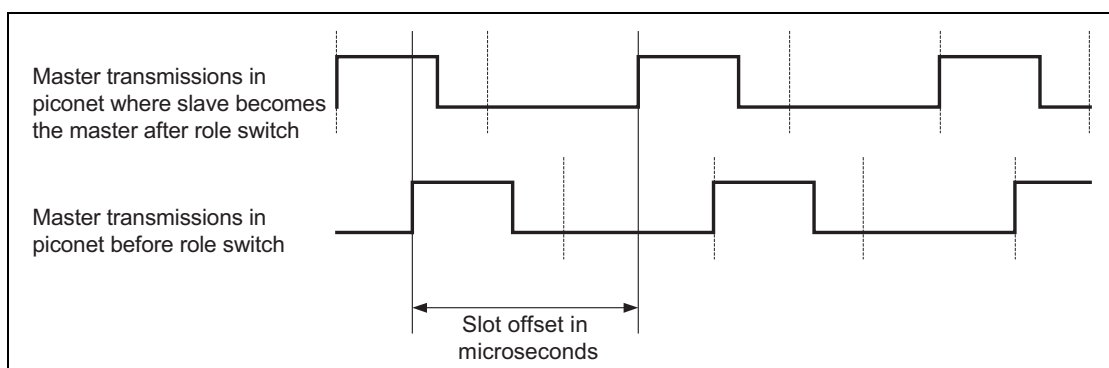 Master transmissions in
piconet where slave becomes
the master after role switch
Master transmissions in
piconet before role switch
Slot offset in
microseconds